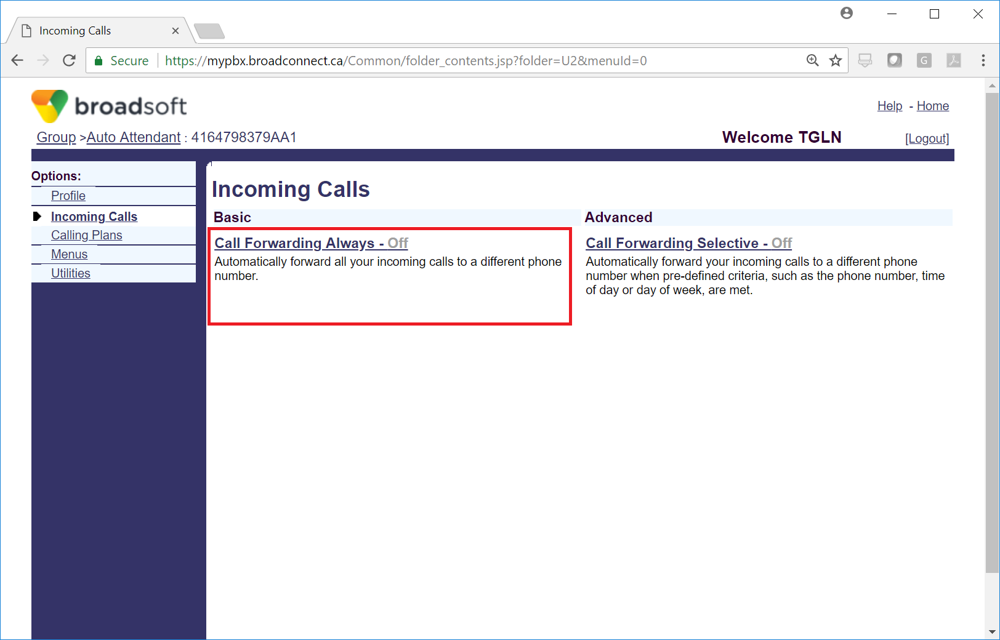 Incoming Calls
Secure
https://mypbx.broadconnect.ca/Common/folder_contents.jsp?folder=U2&menuId=0
G
broadsoft
Help - Home
Group >Auto Attendant : 4164798379AA1
Welcome TGLN
[Logout]
Options:
Profile
Incoming Calls
Calling Plans
Menus
Utilities
Incoming Calls
Basic
Call Forwarding Always - Off
Automatically forward all your incoming calls to a different phone
number.
Advanced
Call Forwarding Selective - Off
Automatically forward your incoming calls to a different phone
number when pre-defined criteria, such as the phone number, time
of day or day of week, are met.